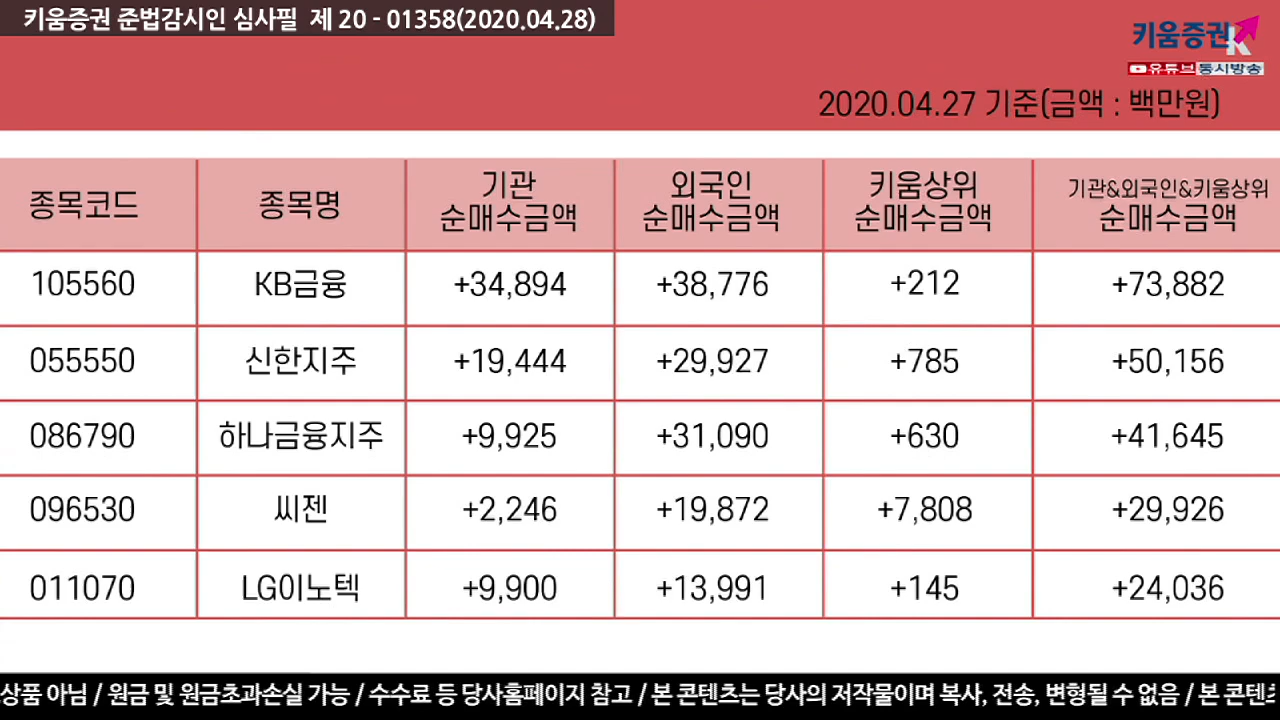 키움증권 준법감시인 심사필 제 20 - 01358(2020.04.28)
키움증권
유튜브 동시방송
2020.04.27 기준(금액 : 백만원)
종목코드 종목명 기관 순매수금액 외국인 순매수금액 키움상위 순매수금액 기관&외국인&키움상위 순매수금액
105560 KB금융 +34,894 +38,776 +212 +73,882
055550 신한지주 +19,444 +29,927 +785 +50,156
086790 하나금융지주 +9,925 +31,090 +630 +41,645
096530 씨젠 +2,246 +19,872 +7,808 +29,926
011070 LG이노텍 +9,900 +13,991 +145 +24,036
상품 아님 / 원금 및 원금초과손실 가능 / 수수료 등 당사홈페이지 참고 / 본 콘텐츠는 당사의 저작물이며 복사, 전송, 변형될 수 없음 / 본 콘텐츠